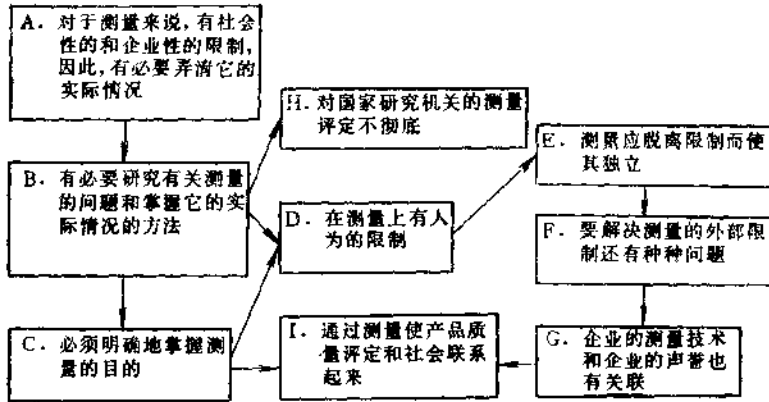 A. 对于测量来说,有社会
性的和企业性的限制,
因此,有必要弄清它的
实际情况
H. 对国家研究机关的测量
评定不彻底
E. 测累应脱离限制而使
其独立
B. 有必要研究有关测量
的问题和掌握它的实
际情况的方法
D. 在测量上有人
为的限制
F. 要解决测量的外部限
制还有种种问题
C. 必须明确地掌握测
量的目的
I. 通过测量使产品质
量评定和社会联系
起来
G. 企业的测量技术
和企业的声誉也
有关联